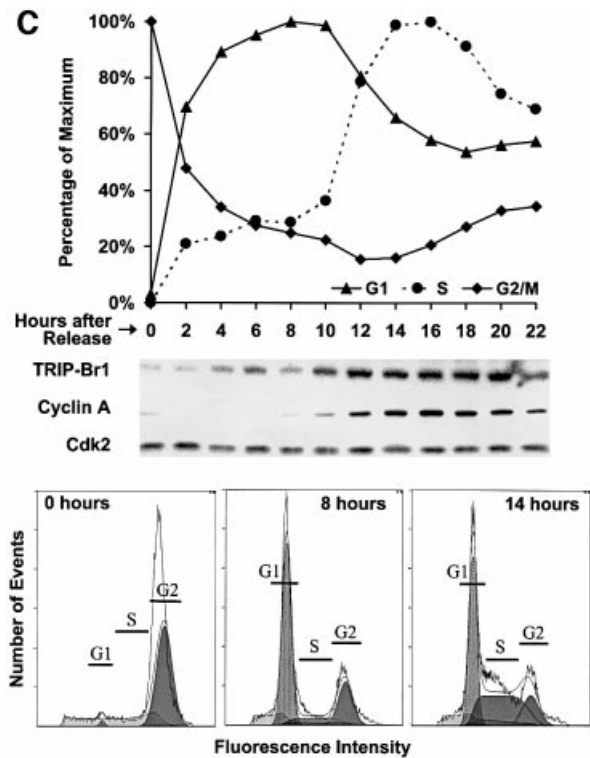 C
100%
80%
60%
40%
20%
0%
Percentage of Maximum
G1 S G2/M
Hours after Release → 0 2 4 6 8 10 12 14 16 18 20 22
TRIP-Br1
Cyclin A
Cdk2
0 hours
G1
S
G2
8 hours
G1
S
G2
14 hours
G1
S
G2
Number of Events
Fluorescence Intensity